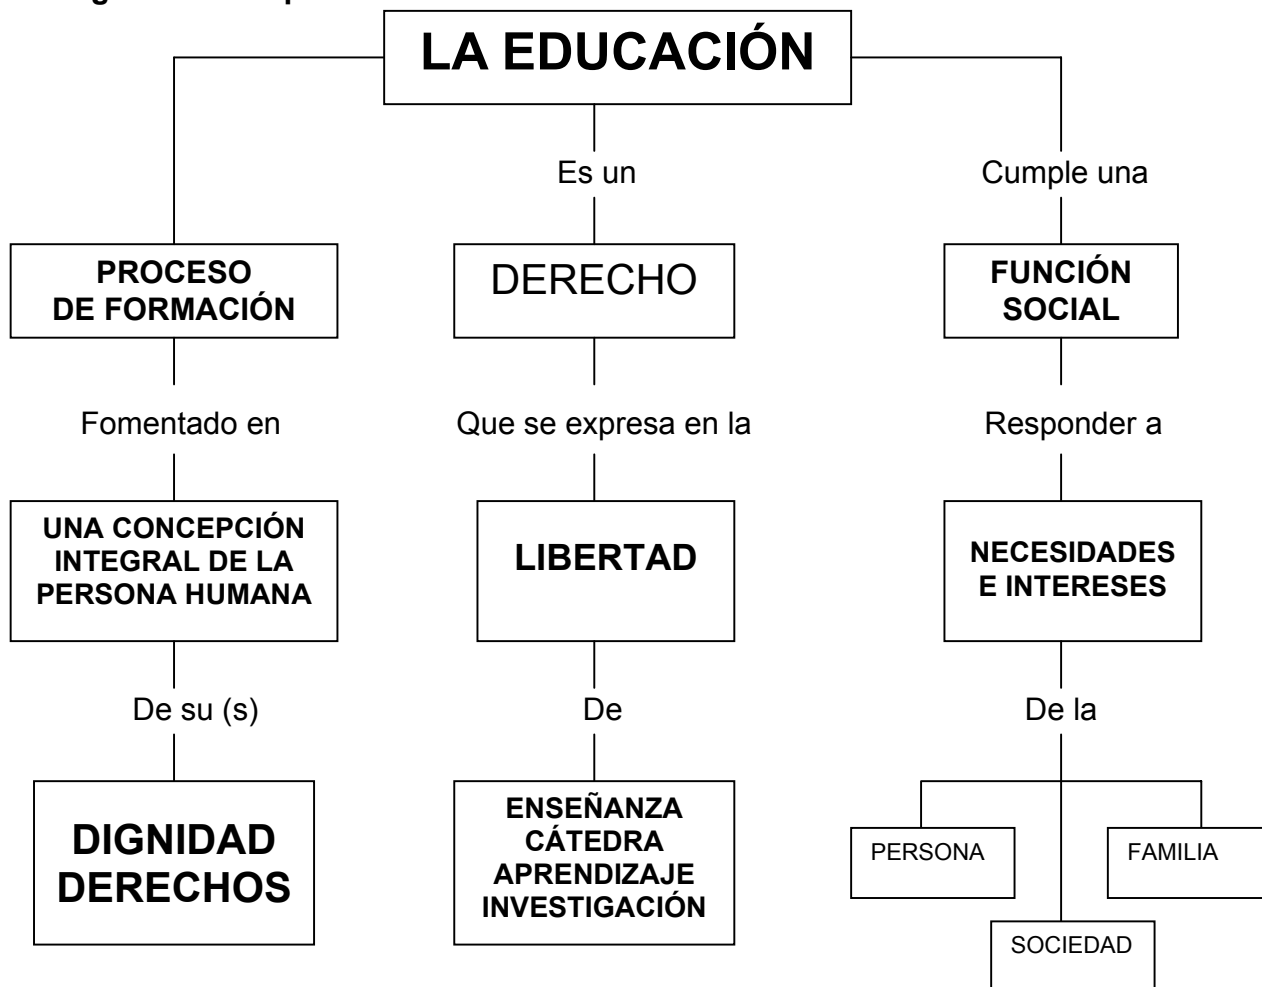 LA EDUCACIÓN
Es un
Cumple una
PROCESO
DE FORMACIÓN
DERECHO
FUNCIÓN
SOCIAL
Fomentado en
Que se expresa en la
Responder a
UNA CONCEPCIÓN
INTEGRAL DE LA
PERSONA HUMANA
LIBERTAD
NECESIDADES
E INTERESES
De su (s)
De
De la
DIGNIDAD
DERECHOS
ENSEÑANZA
CÁTEDRA
APRENDIZAJE
INVESTIGACIÓN
PERSONA
FAMILIA
SOCIEDAD